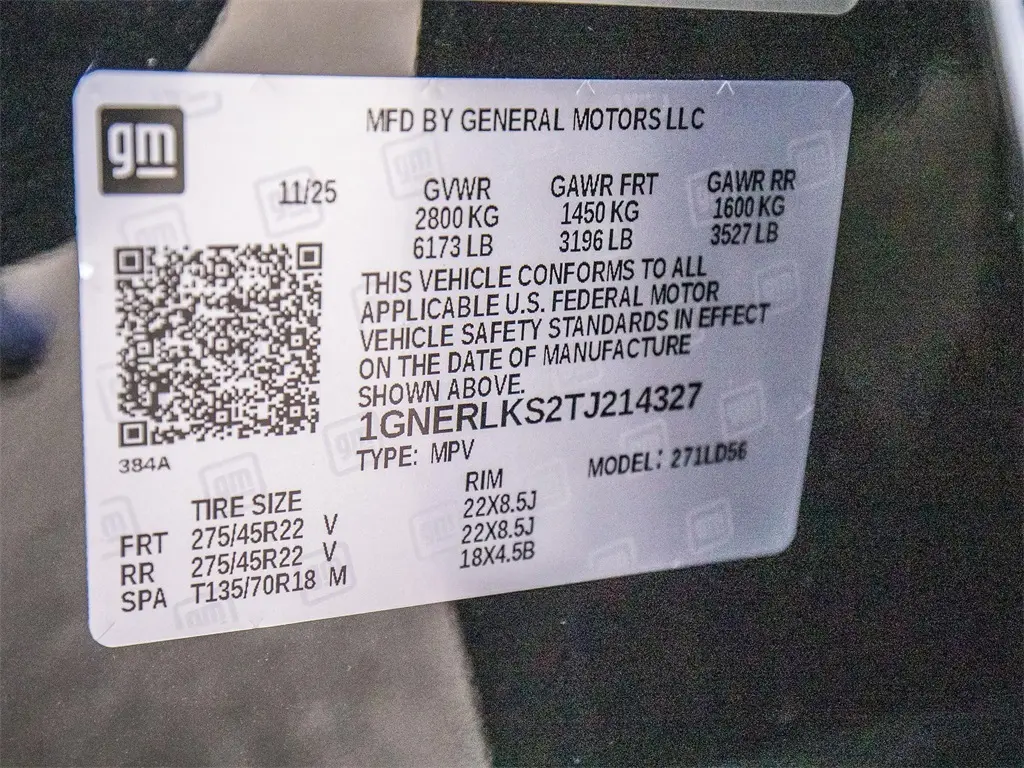 gm
MFD BY GENERAL MOTORS LLC
11/25 GVWR GAWR FRT GAWR RR
2800 KG 1450 KG 1600 KG
6173 LB 3196 LB 3527 LB
THIS VEHICLE CONFORMS TO ALL
APPLICABLE U.S. FEDERAL MOTOR
VEHICLE SAFETY STANDARDS IN EFFECT
ON THE DATE OF MANUFACTURE
SHOWN ABOVE.
1GNERLKS2TJ214327
384A
TYPE: MPV MODEL: 271LD56
TIRE SIZE RIM
FRT 275/45R22 V 22X8.5J
RR 275/45R22 V 22X8.5J
SPA T135/70R18 M 18X4.5B